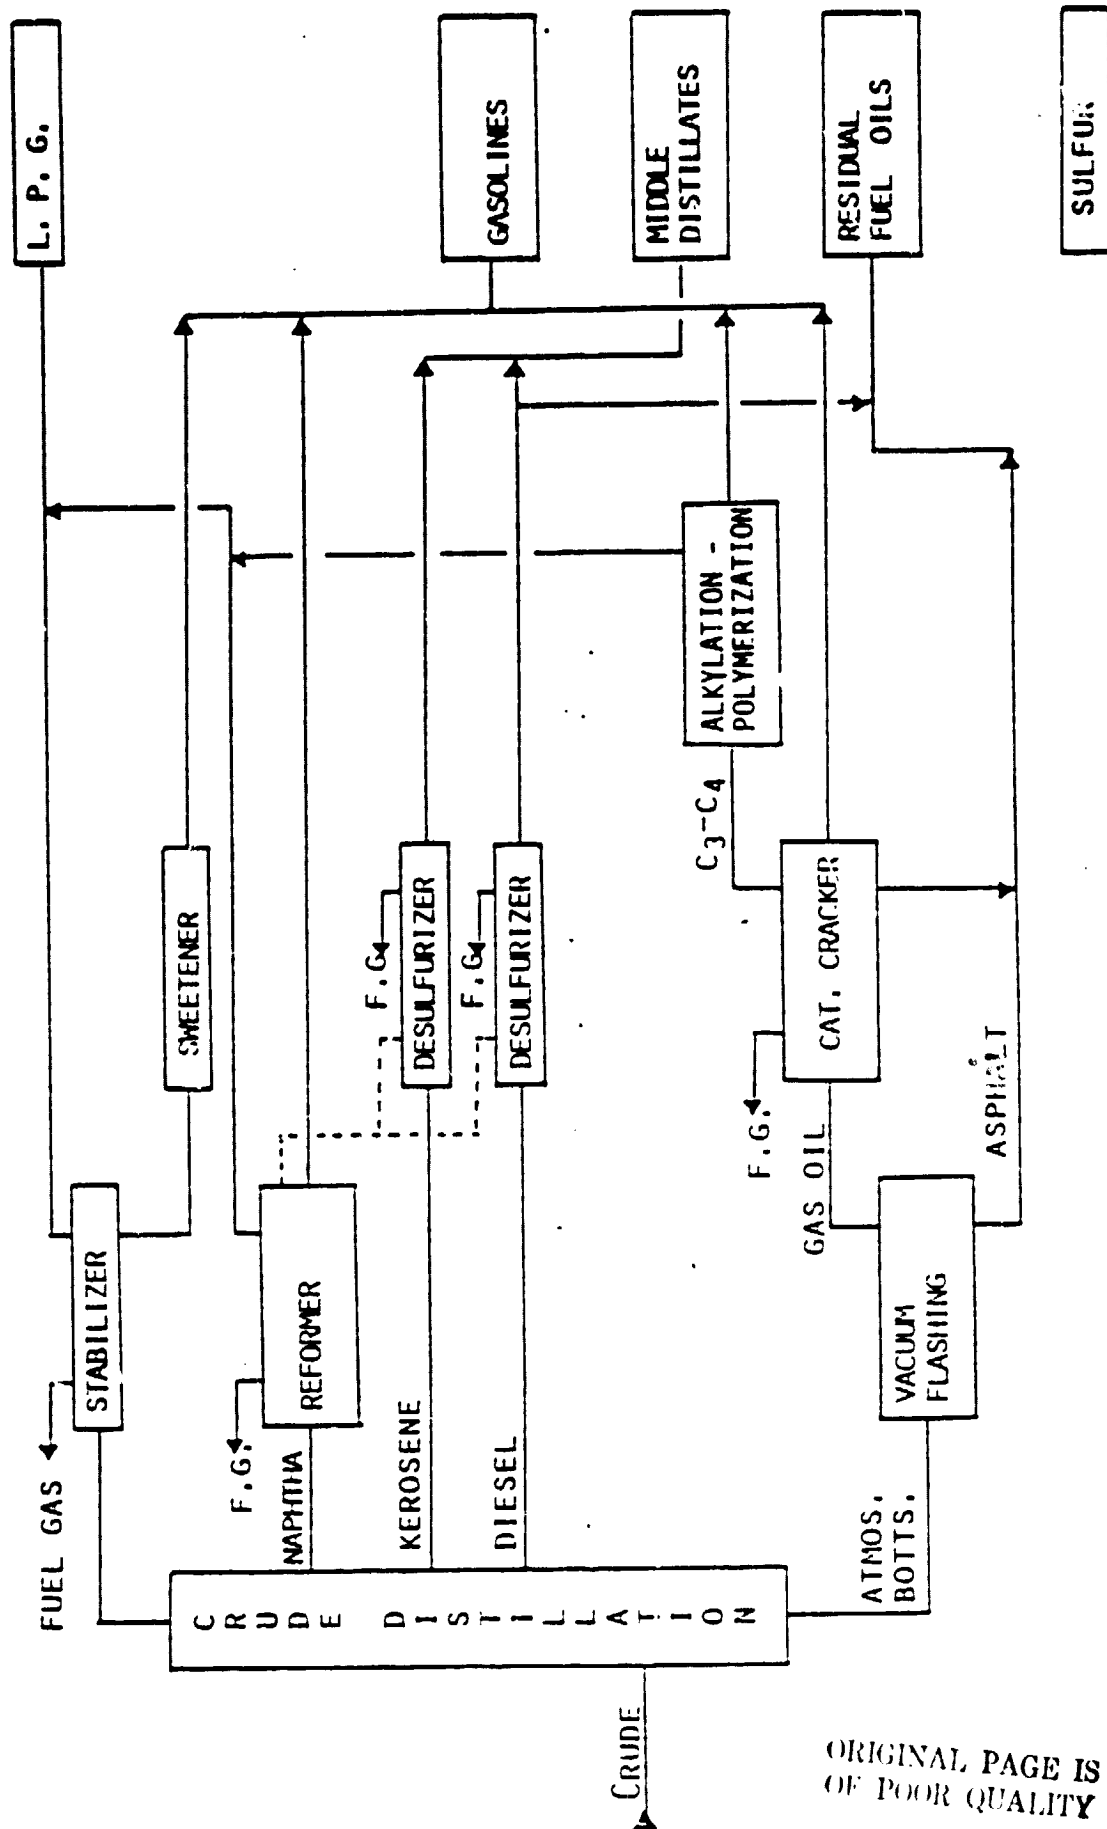 L. P. G.
GASOLINES
MIDDLE
DISTILLATES
RESIDUAL
FUEL OILS
FUEL GAS
STABILIZER
SWEETENER
F.G.
NAPHTHA
REFORMER
KEROSENE
F.G.
DESULFURIZER
DIESEL
F.G.
DESULFURIZER
ALKYLATION -
POLYMERIZATION
C3-C4
F.G.
GAS OIL
CAT. CRACKER
ATMOS.
BOTTS.
VACUUM
FLASHING
ASPHALT
CRUDE DISTILLATION
CRUDE
ORIGINAL PAGE IS
OF POOR QUALITY